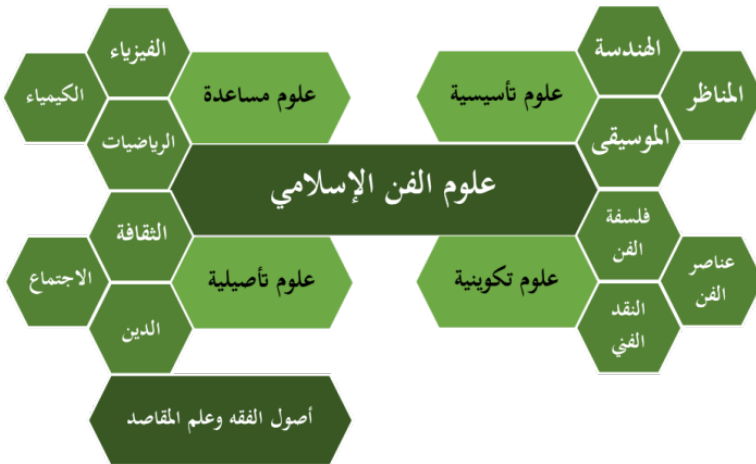 الهندسة
المناظر
علوم تأسيسية
الموسيقى
الفيزياء
علوم مساعدة
الكيمياء
الرياضيات
علوم الفن الإسلامي
فلسفة
الفن
عناصر
الفن
علوم تكوينية
النقد
الفني
الثقافة
علوم تأصيلية
الاجتماع
الدين
أصول الفقه وعلم المقاصد